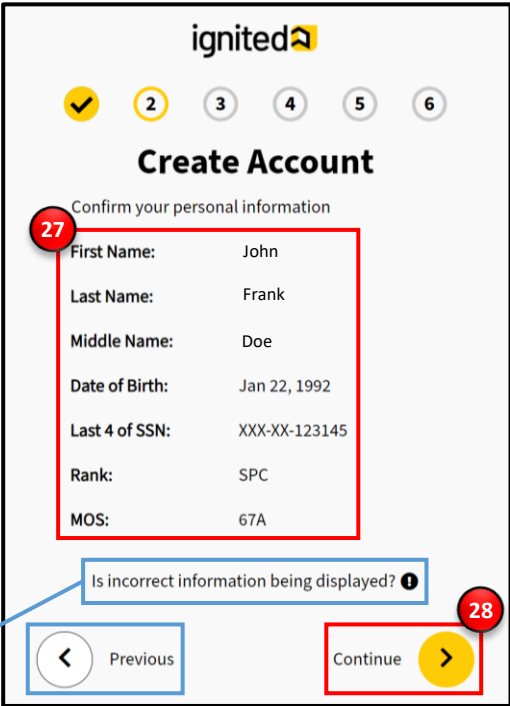 ignited
2 3 4 5 6
Create Account
Confirm your personal information
27
First Name: John
Last Name: Frank
Middle Name: Doe
Date of Birth: Jan 22, 1992
Last 4 of SSN: XXX-XX-123145
Rank: SPC
MOS: 67A
Is incorrect information being displayed?
28
Previous Continue